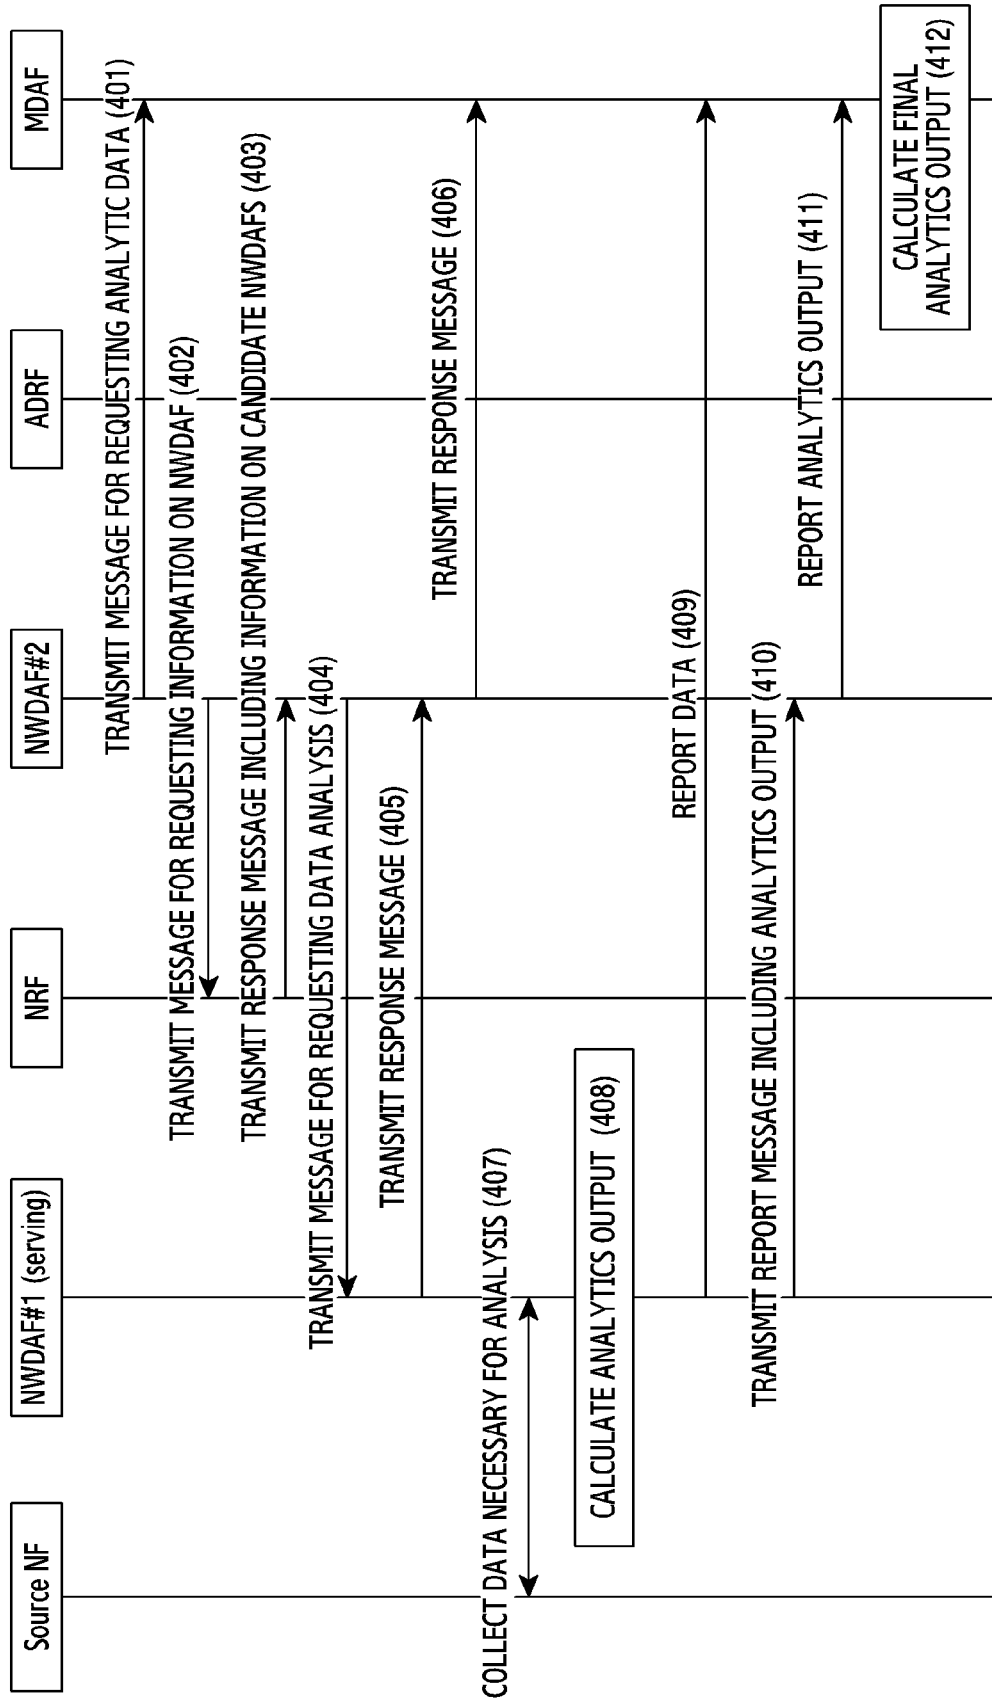 Source NF
NWDAF#1 (serving)
NRF
NWDAF#2
ADRF
MDAF
TRANSMIT MESSAGE FOR REQUESTING ANALYTIC DATA (401)
TRANSMIT MESSAGE FOR REQUESTING INFORMATION ON NWDAF (402)
TRANSMIT RESPONSE MESSAGE INCLUDING INFORMATION ON CANDIDATE NWDAFS (403)
TRANSMIT MESSAGE FOR REQUESTING DATA ANALYSIS (404)
TRANSMIT RESPONSE MESSAGE (405)
TRANSMIT RESPONSE MESSAGE (406)
COLLECT DATA NECESSARY FOR ANALYSIS (407)
CALCULATE ANALYTICS OUTPUT (408)
REPORT DATA (409)
TRANSMIT REPORT MESSAGE INCLUDING ANALYTICS OUTPUT (410)
REPORT ANALYTICS OUTPUT (411)
CALCULATE FINAL
ANALYTICS OUTPUT (412)